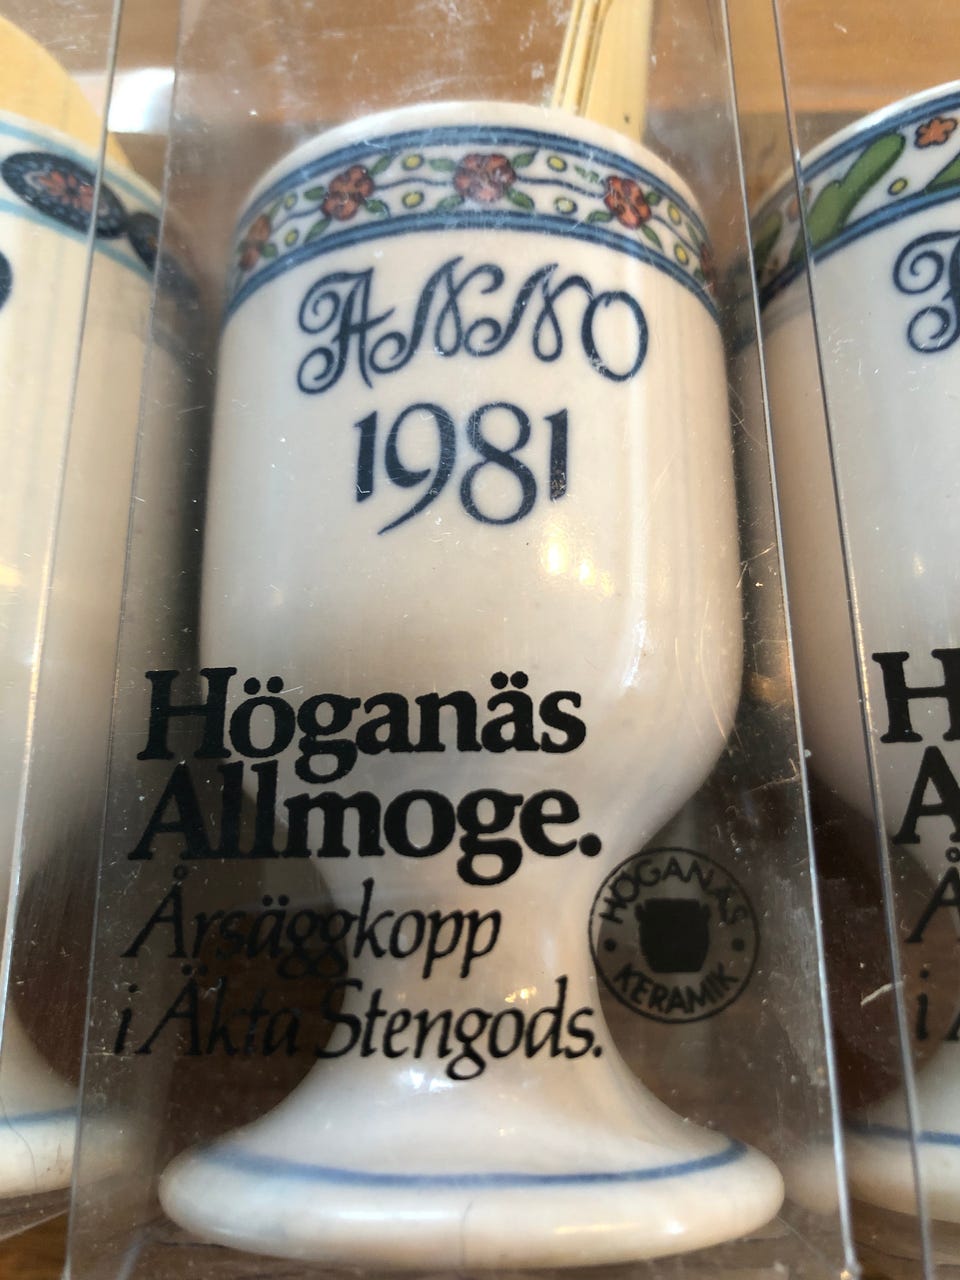 ANNO
1981
Höganäs
Allmoge.
Årsäggkopp
i Äkta Stengods.
HÖGANÄS
KERAMIK
H
A
Å
i Ä